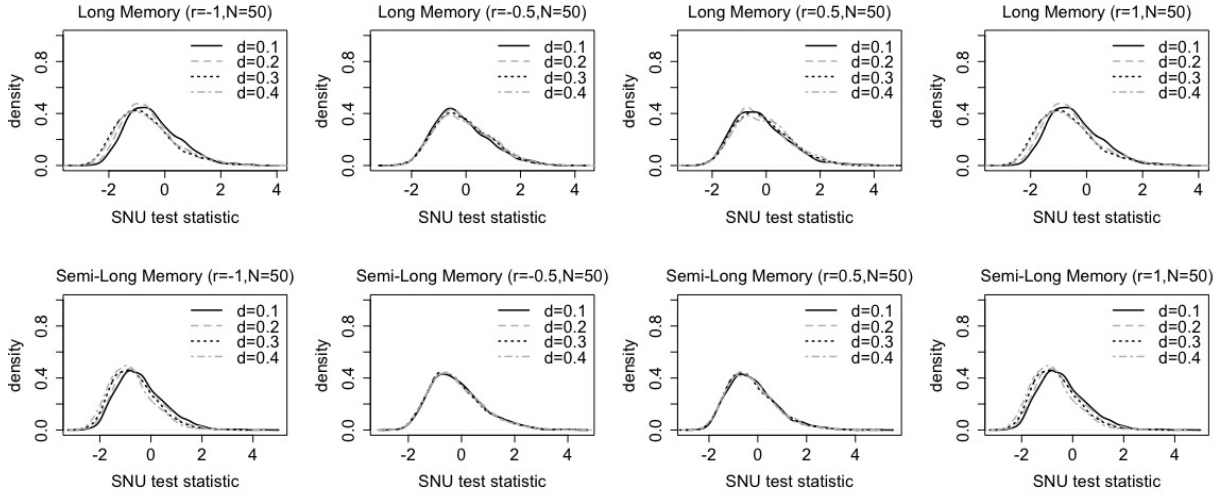 Long Memory (r=-1,N=50)
density
0.0 0.4 0.8
d=0.1
d=0.2
d=0.3
d=0.4
-2 0 2 4
SNU test statistic
Long Memory (r=-0.5,N=50)
density
0.0 0.4 0.8
d=0.1
d=0.2
d=0.3
d=0.4
-2 0 2 4
SNU test statistic
Long Memory (r=0.5,N=50)
density
0.0 0.4 0.8
d=0.1
d=0.2
d=0.3
d=0.4
-2 0 2 4
SNU test statistic
Long Memory (r=1,N=50)
density
0.0 0.4 0.8
d=0.1
d=0.2
d=0.3
d=0.4
-2 0 2 4
SNU test statistic
Semi-Long Memory (r=-1,N=50)
density
0.0 0.4 0.8
d=0.1
d=0.2
d=0.3
d=0.4
-2 0 2 4
SNU test statistic
Semi-Long Memory (r=-0.5,N=50)
density
0.0 0.4 0.8
d=0.1
d=0.2
d=0.3
d=0.4
-2 0 2 4
SNU test statistic
Semi-Long Memory (r=0.5,N=50)
density
0.0 0.4 0.8
d=0.1
d=0.2
d=0.3
d=0.4
-2 0 2 4
SNU test statistic
Semi-Long Memory (r=1,N=50)
density
0.0 0.4 0.8
d=0.1
d=0.2
d=0.3
d=0.4
-2 0 2 4
SNU test statistic